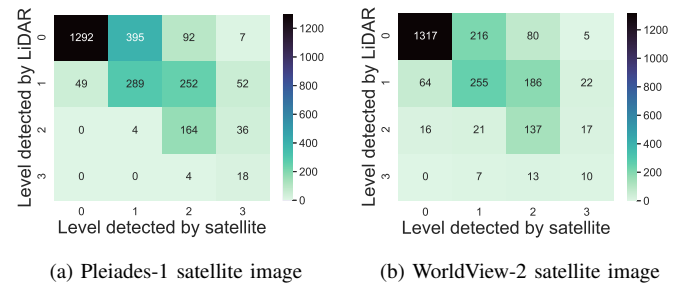 Level detected by LiDAR
0
1
2
3
1292 395 92 7
49 289 252 52
0 4 164 36
0 0 4 18
0 1 2 3
Level detected by satellite
1200
1000
800
600
400
200
0
(a) Pleiades-1 satellite image
Level detected by LiDAR
0
1
2
3
1317 216 80 5
64 255 186 22
16 21 137 17
0 7 13 10
0 1 2 3
Level detected by satellite
1200
1000
800
600
400
200
0
(b) WorldView-2 satellite image